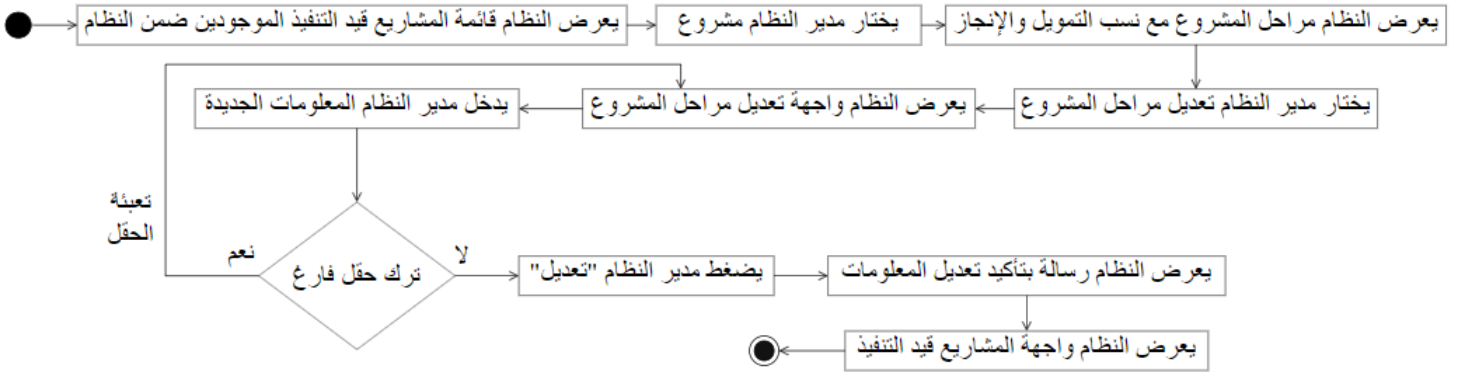 يعرض النظام قائمة المشاريع قيد التنفيذ الموجودين ضمن النظام
يختار مدير النظام مشروع
يعرض النظام مراحل المشروع مع نسب التمويل والإنجاز
يختار مدير النظام تعديل مراحل المشروع
يعرض النظام واجهة تعديل مراحل المشروع
يدخل مدير النظام المعلومات الجديدة
ترك حقل فارغ
نعم
تعبئة
الحقل
لا
يضغط مدير النظام "تعديل"
يعرض النظام رسالة بتأكيد تعديل المعلومات
يعرض النظام واجهة المشاريع قيد التنفيذ